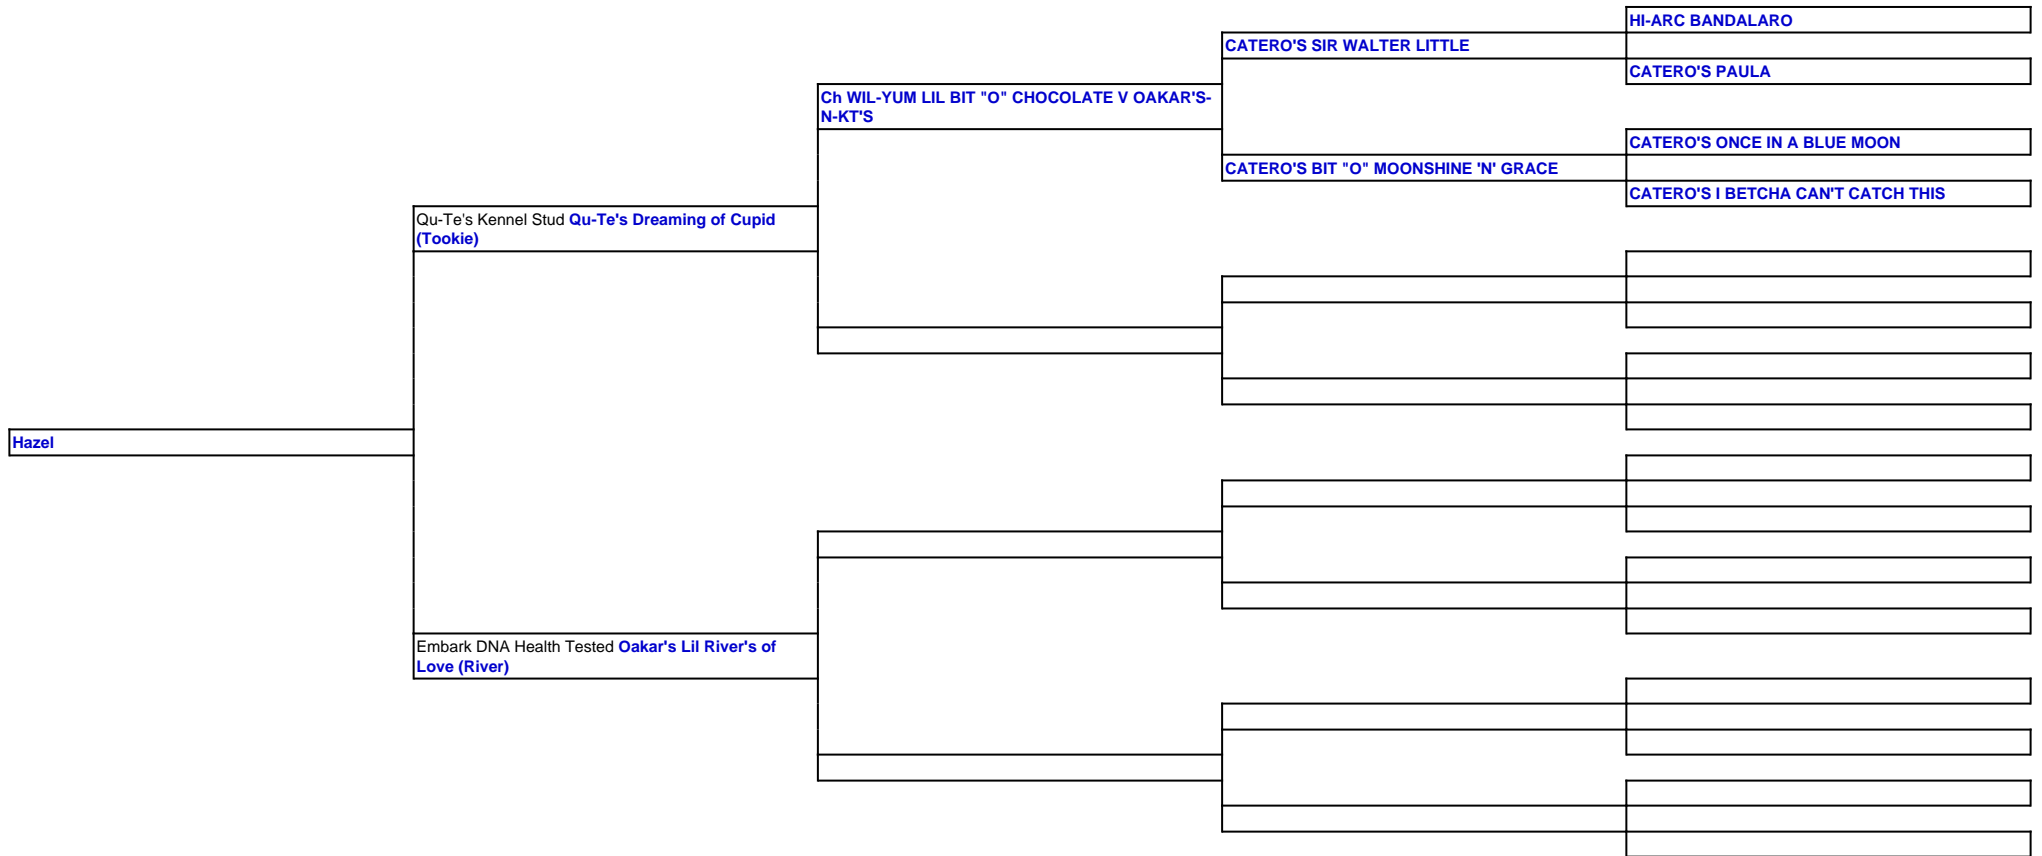 HI-ARC BANDALARO
CATERO'S SIR WALTER LITTLE
CATERO'S PAULA
Ch WIL-YUM LIL BIT "O" CHOCOLATE V OAKAR'S-
N-KT'S
CATERO'S ONCE IN A BLUE MOON
CATERO'S BIT "O" MOONSHINE 'N' GRACE
CATERO'S I BETCHA CAN'T CATCH THIS
Qu-Te's Kennel Stud Qu-Te's Dreaming of Cupid
(Tookie)
Hazel
Embark DNA Health Tested Oakar's Lil River's of
Love (River)